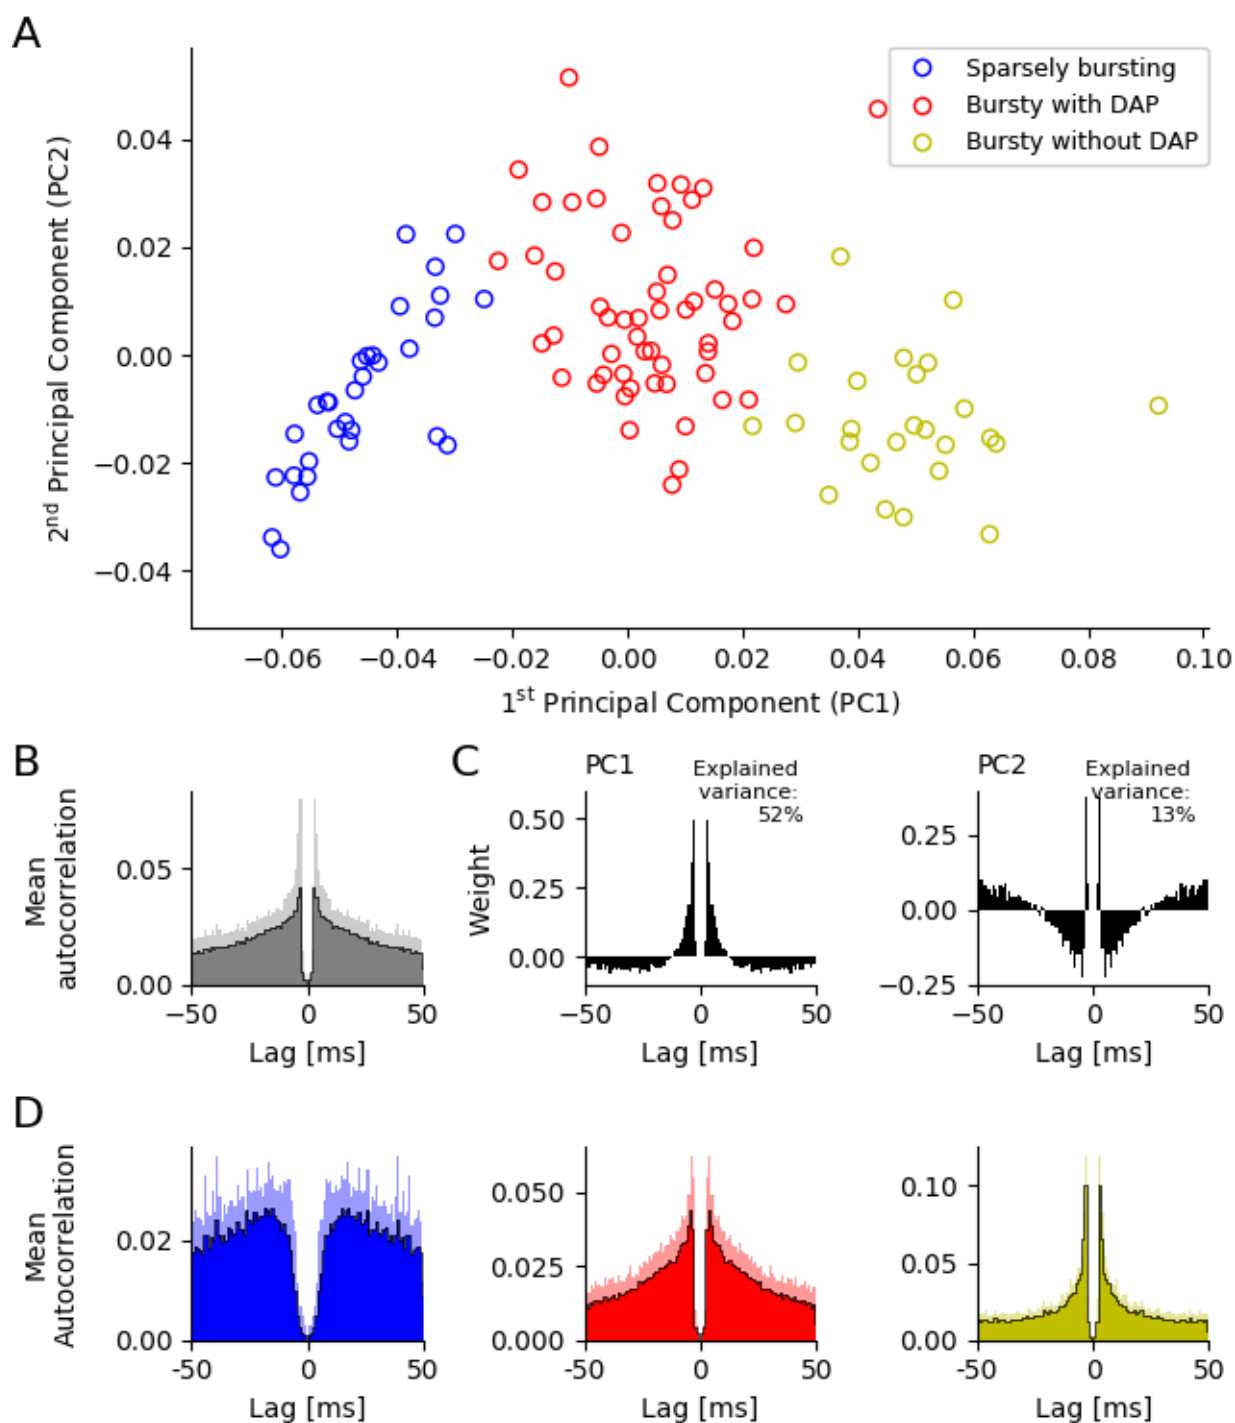 A
Sparsely bursting
Bursty with DAP
Bursty without DAP
0.04
0.02
0.00
−0.02
−0.04
2nd Principal Component (PC2)
−0.06
−0.04
−0.02
0.00
0.02
0.04
0.06
0.08
0.10
1st Principal Component (PC1)
B
Mean
autocorrelation
0.05
0.00
−50
0
50
Lag [ms]
C
PC1
Explained
variance:
52%
Weight
0.50
0.25
0.00
−50
0
50
Lag [ms]
PC2
Explained
variance:
13%
0.25
0.00
−0.25
−50
0
50
Lag [ms]
D
Mean
Autocorrelation
0.02
0.00
-50
0
50
Lag [ms]
0.050
0.025
0.000
-50
0
50
Lag [ms]
0.10
0.05
0.00
-50
0
50
Lag [ms]